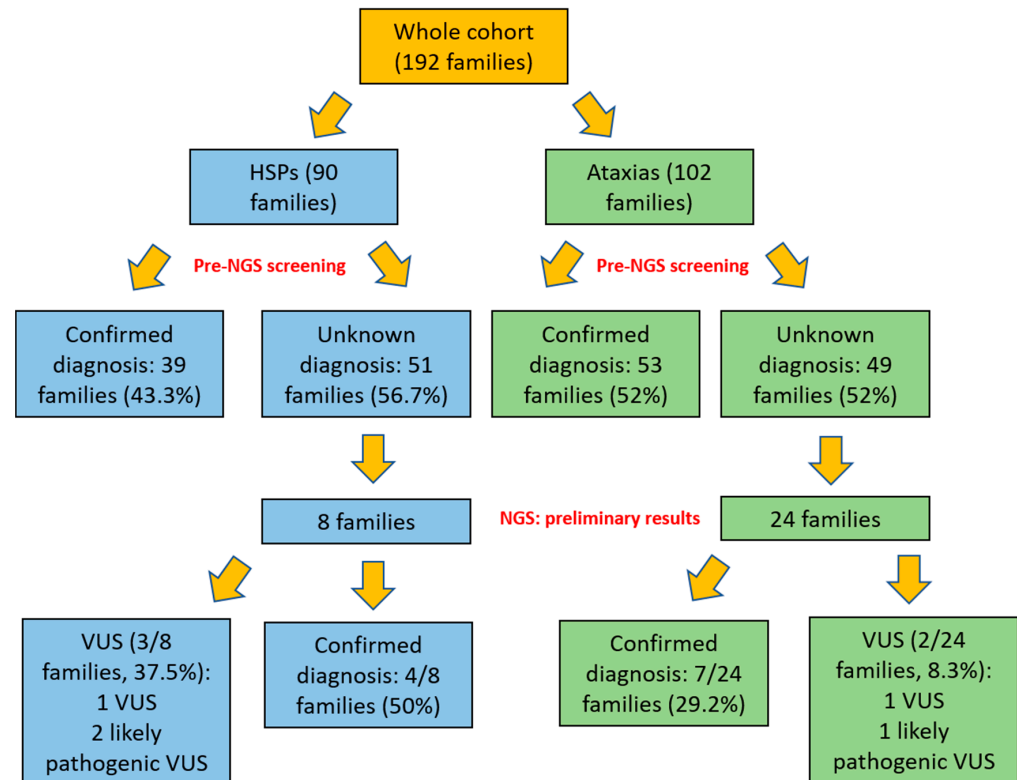 Whole cohort
(192 families)
HSPs (90
families)
Ataxias (102
families)
Pre-NGS screening
Pre-NGS screening
Confirmed
diagnosis: 39
families (43.3%)
Unknown
diagnosis: 51
families (56.7%)
Confirmed
diagnosis: 53
families (52%)
Unknown
diagnosis: 49
families (52%)
8 families
NGS: preliminary results
24 families
VUS (3/8
families, 37.5%):
1 VUS
2 likely
pathogenic VUS
Confirmed
diagnosis: 4/8
families (50%)
Confirmed
diagnosis: 7/24
families (29.2%)
VUS (2/24
families, 8.3%):
1 VUS
1 likely
pathogenic VUS